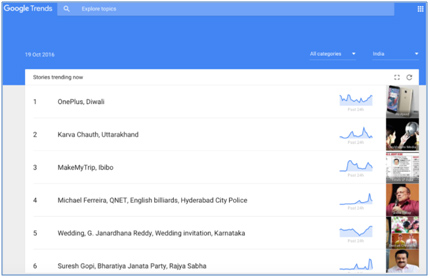 Google Trends
Explore topics
19 Oct 2016
All categories
India
Stories trending now
1 OnePlus, Diwali
Past 24h
2 Karva Chauth, Uttarakhand
Past 24h
3 MakeMyTrip, Ibibo
Past 24h
4 Michael Ferreira, QNET, English billiards, Hyderabad City Police
Past 24h
5 Wedding, G. Janardhana Reddy, Wedding invitation, Karnataka
Past 24h
6 Suresh Gopi, Bharatiya Janata Party, Rajya Sabha